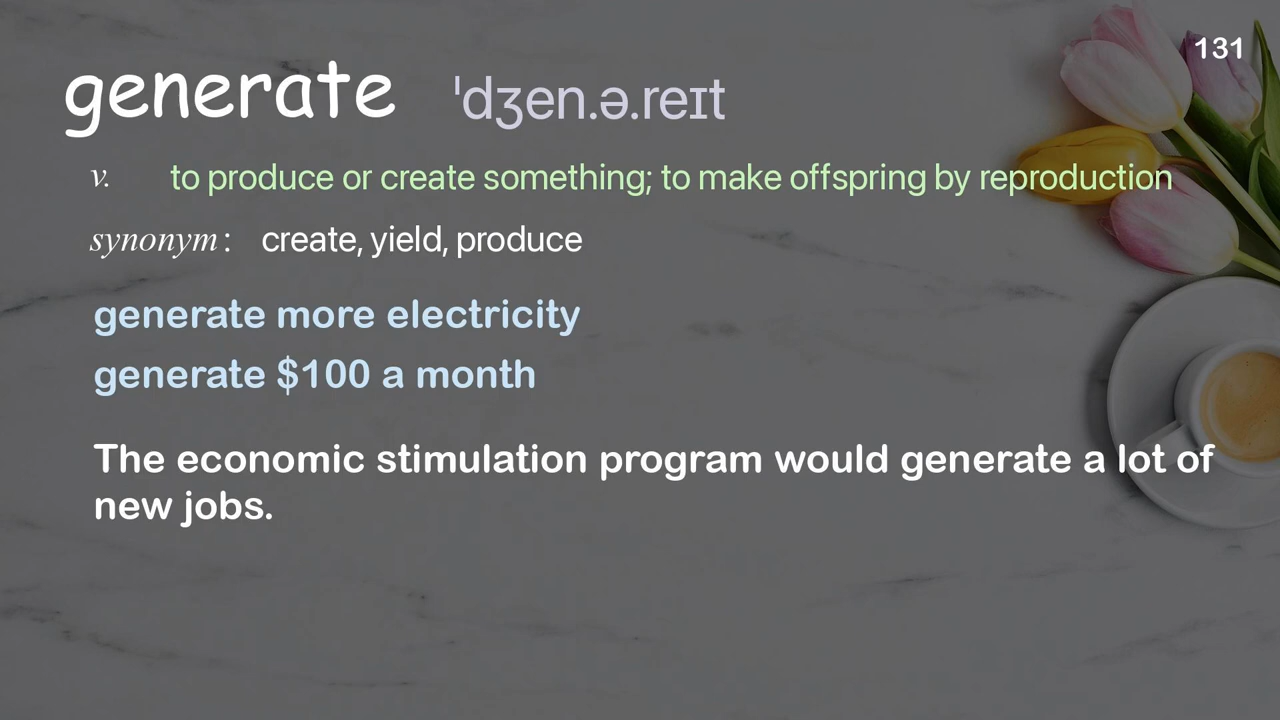 131
generate ˈdʒen.ə.reɪt
v. to produce or create something; to make offspring by reproduction
synonym: create, yield, produce
generate more electricity
generate $100 a month
The economic stimulation program would generate a lot of
new jobs.